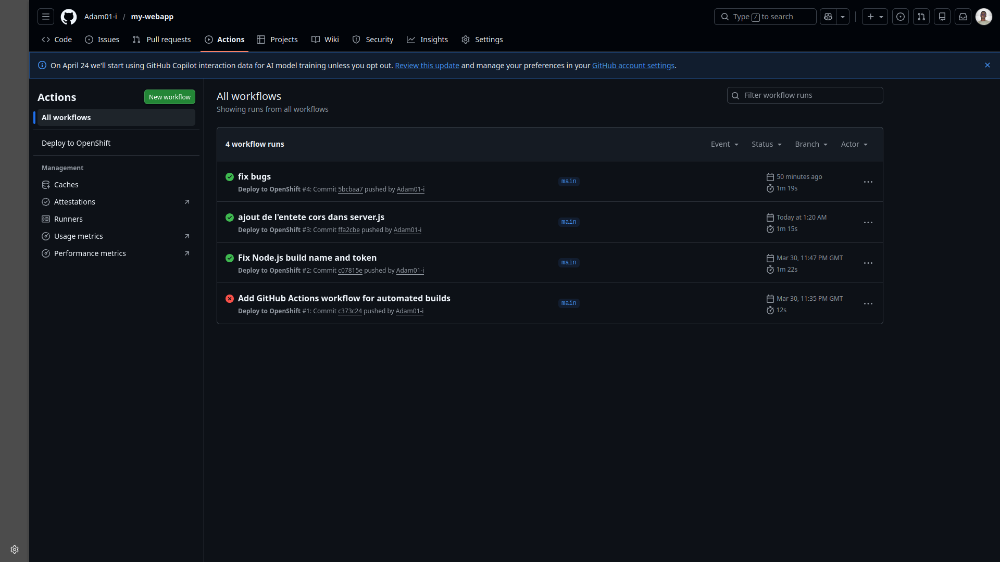 Adam01-i / my-webapp
Type / to search
Code Issues Pull requests Actions Projects Wiki Security Insights Settings
On April 24 we'll start using GitHub Copilot interaction data for AI model training unless you opt out. Review this update and manage your preferences in your GitHub account settings.
Actions
New workflow
All workflows
Deploy to OpenShift
Management
Caches
Attestations
Runners
Usage metrics
Performance metrics
All workflows
Showing runs from all workflows
Filter workflow runs
4 workflow runs
Event Status Branch Actor
fix bugs
Deploy to OpenShift #4: Commit 5bcbaa7 pushed by Adam01-i
main
50 minutes ago
1m 19s
ajout de l'entete cors dans server.js
Deploy to OpenShift #3: Commit ffa2cbe pushed by Adam01-i
main
Today at 1:20 AM
1m 15s
Fix Node.js build name and token
Deploy to OpenShift #2: Commit c07815e pushed by Adam01-i
main
Mar 30, 11:47 PM GMT
1m 22s
Add GitHub Actions workflow for automated builds
Deploy to OpenShift #1: Commit c373c24 pushed by Adam01-i
main
Mar 30, 11:35 PM GMT
12s